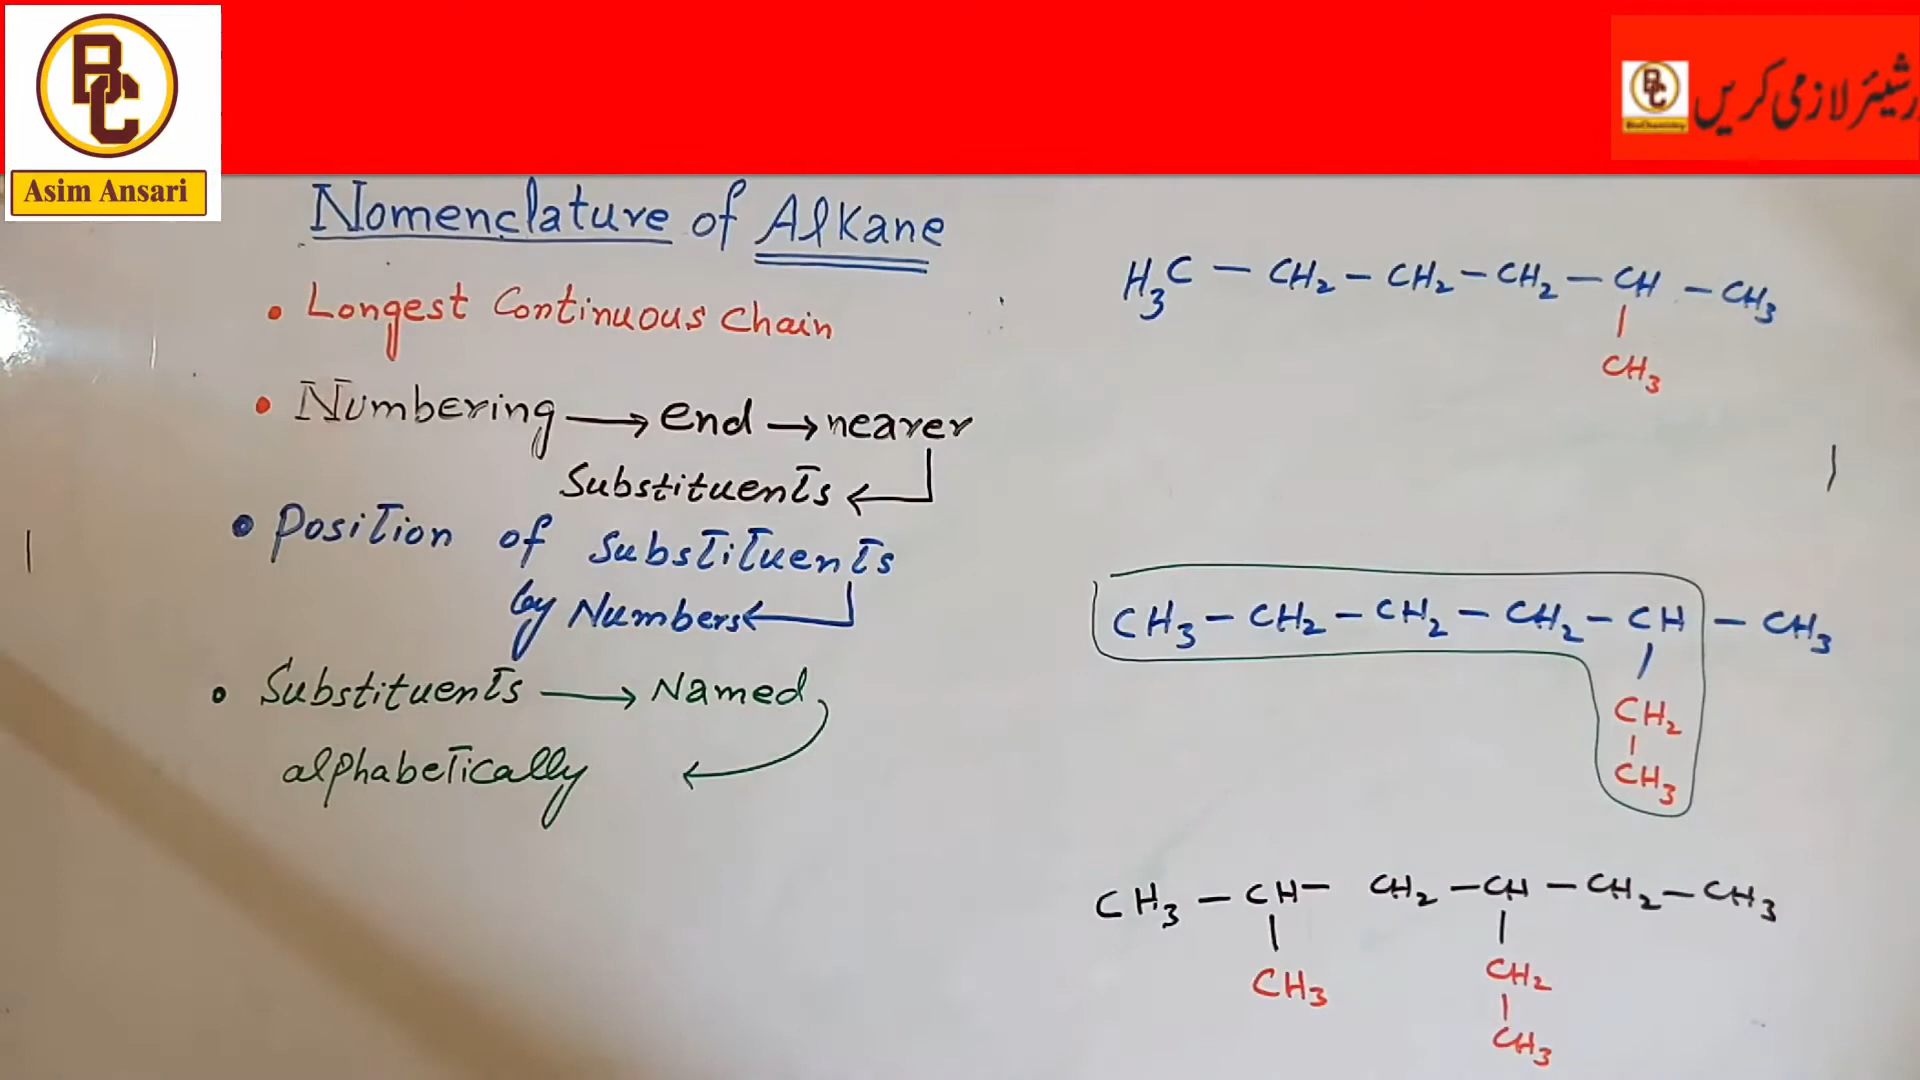 BC
Asim Ansari
شیئر لازمی کریں
Nomenclature of Alkane
• Longest Continuous Chain
• Numbering → end → nearer
Substituents ←
• Position of Substituents
by Numbers ←
• Substituents → Named
alphabetically ←
H₃C — CH₂ — CH₂ — CH₂ — CH — CH₃
|
CH₃
CH₃ — CH₂ — CH₂ — CH₂ — CH — CH₃
|
CH₂
|
CH₃
CH₃ — CH — CH₂ — CH — CH₂ — CH₃
| |
CH₃ CH₂
|
CH₃